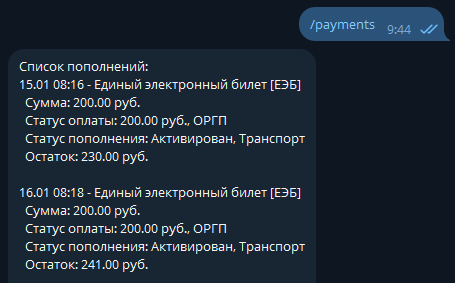 /payments 9:44
Список пополнений:
15.01 08:16 - Единый электронный билет [ЕЭБ]
Сумма: 200.00 руб.
Статус оплаты: 200.00 руб., ОРГП
Статус пополнения: Активирован, Транспорт
Остаток: 230.00 руб.
16.01 08:18 - Единый электронный билет [ЕЭБ]
Сумма: 200.00 руб.
Статус оплаты: 200.00 руб., ОРГП
Статус пополнения: Активирован, Транспорт
Остаток: 241.00 руб.